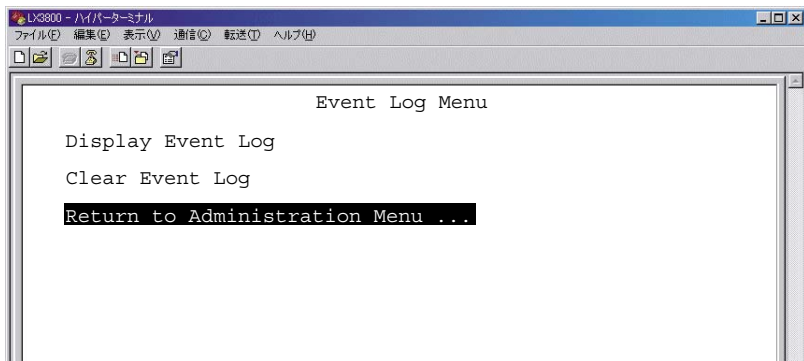 LX3800 - ハイパーターミナル
ファイル(F) 編集(E) 表示(V) 通信(C) 転送(T) ヘルプ(H)
Event Log Menu
Display Event Log
Clear Event Log
Return to Administration Menu ...